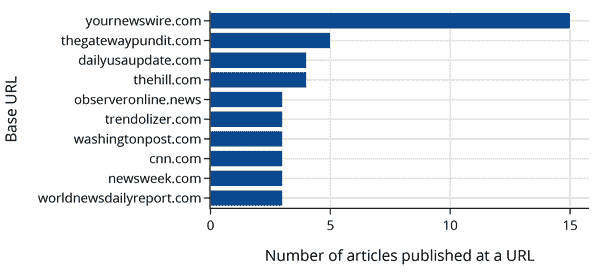 yournewswire.com
thegatewaypundit.com
dailyusaupdate.com
thehill.com
observeronline.news
trendolizer.com
washingtonpost.com
cnn.com
newsweek.com
worldnewsdailyreport.com
Base URL
0 5 10 15
Number of articles published at a URL